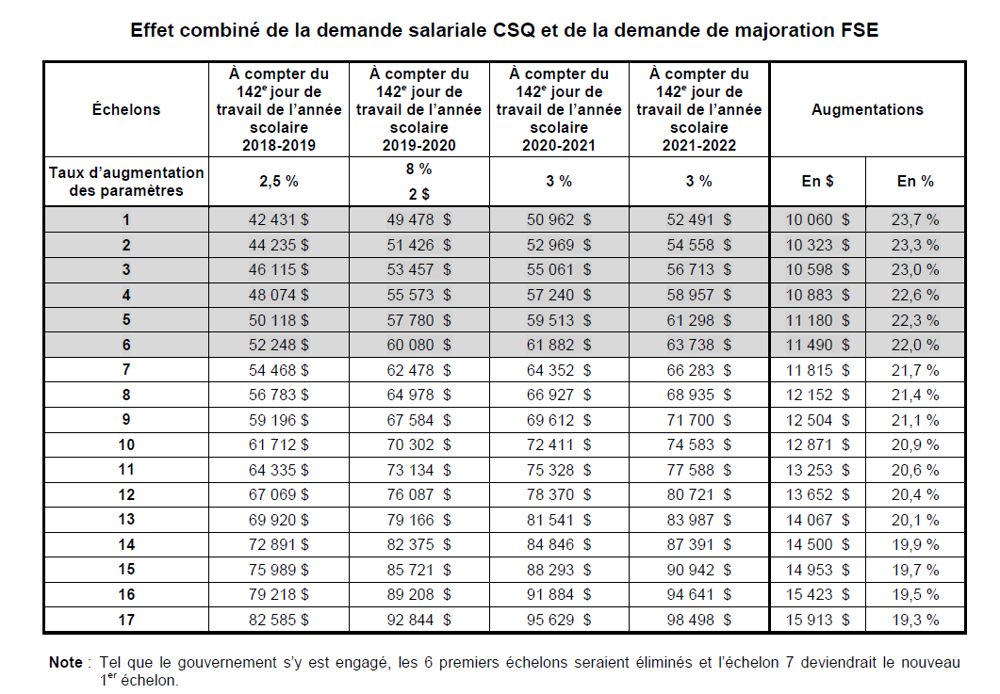 Effet combiné de la demande salariale CSQ et de la demande de majoration FSE
Échelons
À compter du
142e jour de
travail de l'année
scolaire
2018-2019
À compter du
142e jour de
travail de l'année
scolaire
2019-2020
À compter du
142e jour de
travail de l'année
scolaire
2020-2021
À compter du
142e jour de
travail de l'année
scolaire
2021-2022
Augmentations
Taux d'augmentation
des paramètres
2,5 %
8 %
2 $
3 %
3 %
En $
En %
1 42 431 $ 49 478 $ 50 962 $ 52 491 $ 10 060 $ 23,7 %
2 44 235 $ 51 426 $ 52 969 $ 54 558 $ 10 323 $ 23,3 %
3 46 115 $ 53 457 $ 55 061 $ 56 713 $ 10 598 $ 23,0 %
4 48 074 $ 55 573 $ 57 240 $ 58 957 $ 10 883 $ 22,6 %
5 50 118 $ 57 780 $ 59 513 $ 61 298 $ 11 180 $ 22,3 %
6 52 248 $ 60 080 $ 61 882 $ 63 738 $ 11 490 $ 22,0 %
7 54 468 $ 62 478 $ 64 352 $ 66 283 $ 11 815 $ 21,7 %
8 56 783 $ 64 978 $ 66 927 $ 68 935 $ 12 152 $ 21,4 %
9 59 196 $ 67 584 $ 69 612 $ 71 700 $ 12 504 $ 21,1 %
10 61 712 $ 70 302 $ 72 411 $ 74 583 $ 12 871 $ 20,9 %
11 64 335 $ 73 134 $ 75 328 $ 77 588 $ 13 253 $ 20,6 %
12 67 069 $ 76 087 $ 78 370 $ 80 721 $ 13 652 $ 20,4 %
13 69 920 $ 79 166 $ 81 541 $ 83 987 $ 14 067 $ 20,1 %
14 72 891 $ 82 375 $ 84 846 $ 87 391 $ 14 500 $ 19,9 %
15 75 989 $ 85 721 $ 88 293 $ 90 942 $ 14 953 $ 19,7 %
16 79 218 $ 89 208 $ 91 884 $ 94 641 $ 15 423 $ 19,5 %
17 82 585 $ 92 844 $ 95 629 $ 98 498 $ 15 913 $ 19,3 %
Note : Tel que le gouvernement s'y est engagé, les 6 premiers échelons seraient éliminés et l'échelon 7 deviendrait le nouveau
1er échelon.